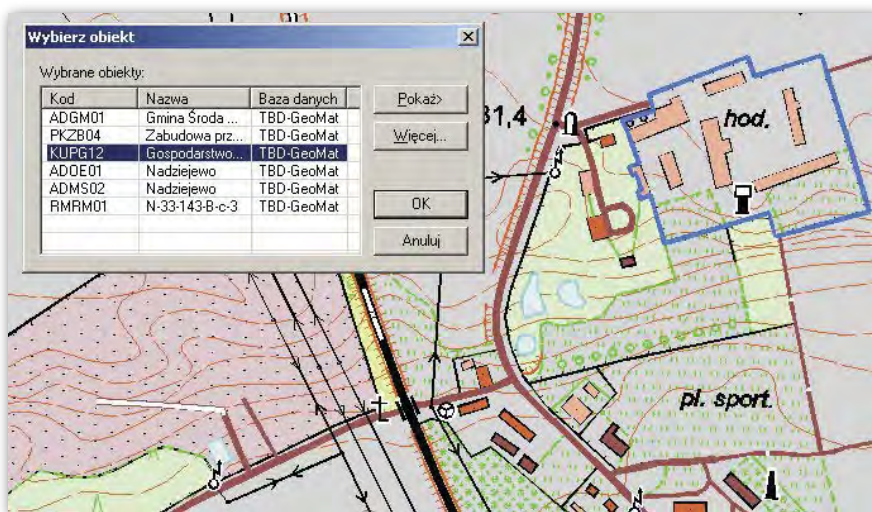 Wybierz obiekt
Wybrane obiekty:
Kod Nazwa Baza danych
ADGM01 Gmina Środa ... TBD-GeoMat
PKZB04 Zabudowa prz... TBD-GeoMat
KUPG12 Gospodarstwo... TBD-GeoMat
ADOE01 Nadziejewo TBD-GeoMat
ADMS02 Nadziejewo TBD-GeoMat
RMRM01 N-33-143-B-c-3 TBD-GeoMat
Pokaż>
Więcej...
OK
Anuluj
31,4
hod.
pl. sport.